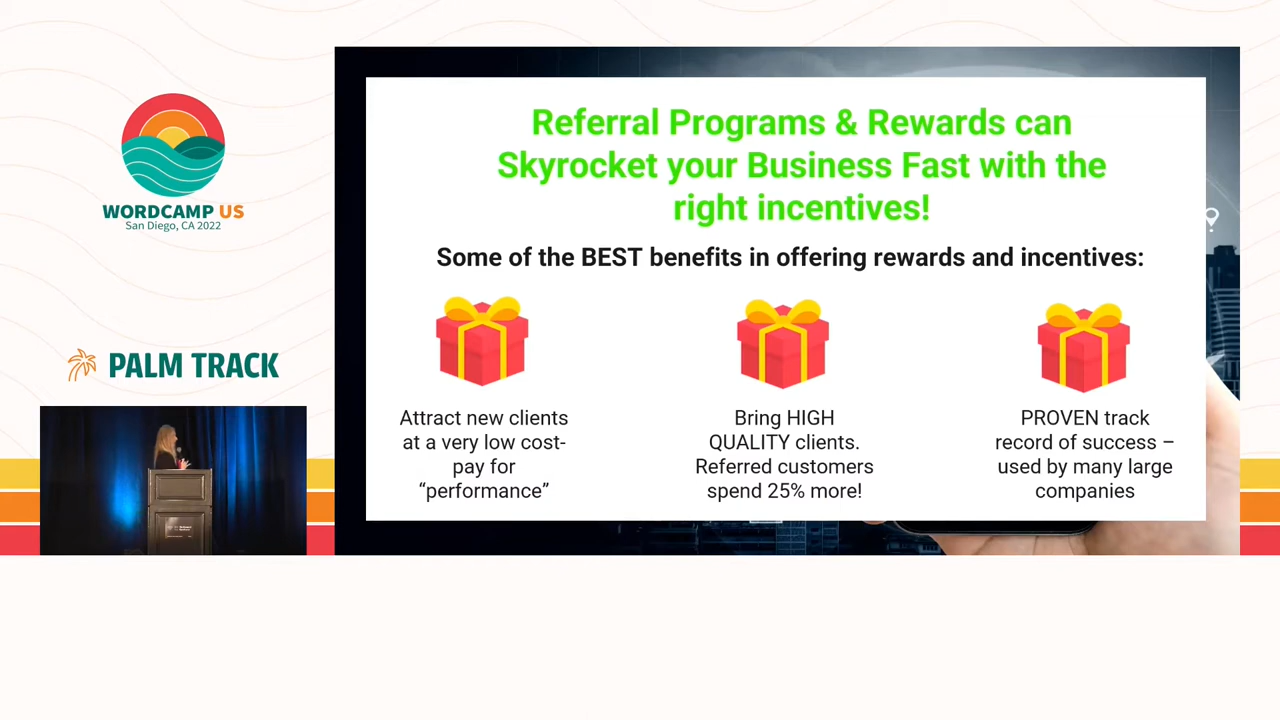 WORDCAMP US
San Diego, CA 2022
PALM TRACK
Referral Programs & Rewards can
Skyrocket your Business Fast with the
right incentives!
Some of the BEST benefits in offering rewards and incentives:
Attract new clients
at a very low cost-
pay for
“performance”
Bring HIGH
QUALITY clients.
Referred customers
spend 25% more!
PROVEN track
record of success –
used by many large
companies